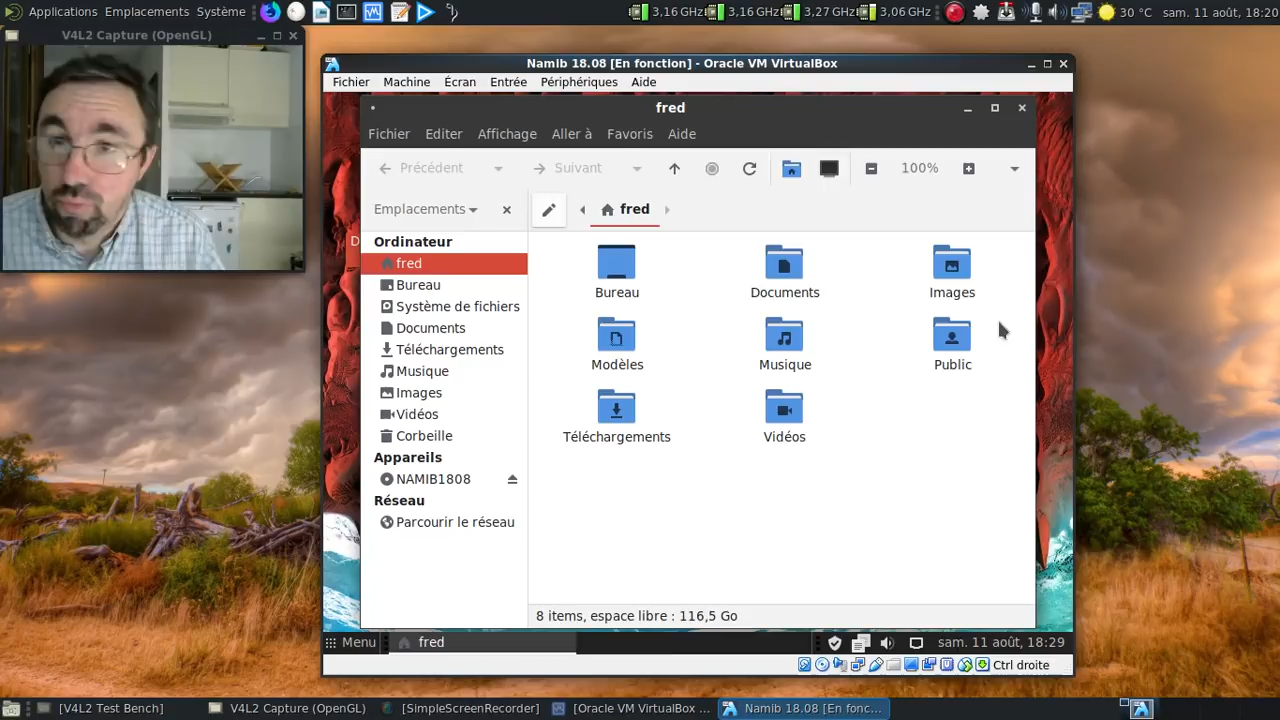 Applications Emplacements Système 3,16 GHz 3,16 GHz 3,27 GHz 3,06 GHz 30 °C sam. 11 août, 18:20
V4L2 Capture (OpenGL)
Namib 18.08 [En fonction] - Oracle VM VirtualBox
Fichier Machine Écran Entrée Périphériques Aide
fred
Fichier Editer Affichage Aller à Favoris Aide
Précédent Suivant 100%
Emplacements fred
Ordinateur
fred
Bureau
Système de fichiers
Documents
Téléchargements
Musique
Images
Vidéos
Corbeille
Appareils
NAMIB1808
Réseau
Parcourir le réseau
Bureau Documents Images
Modèles Musique Public
Téléchargements Vidéos
8 items, espace libre : 116,5 Go
D
Menu fred sam. 11 août, 18:29
Ctrl droite
[V4L2 Test Bench] V4L2 Capture (OpenGL) [SimpleScreenRecorder] [Oracle VM VirtualBox ... Namib 18.08 [En fonc...